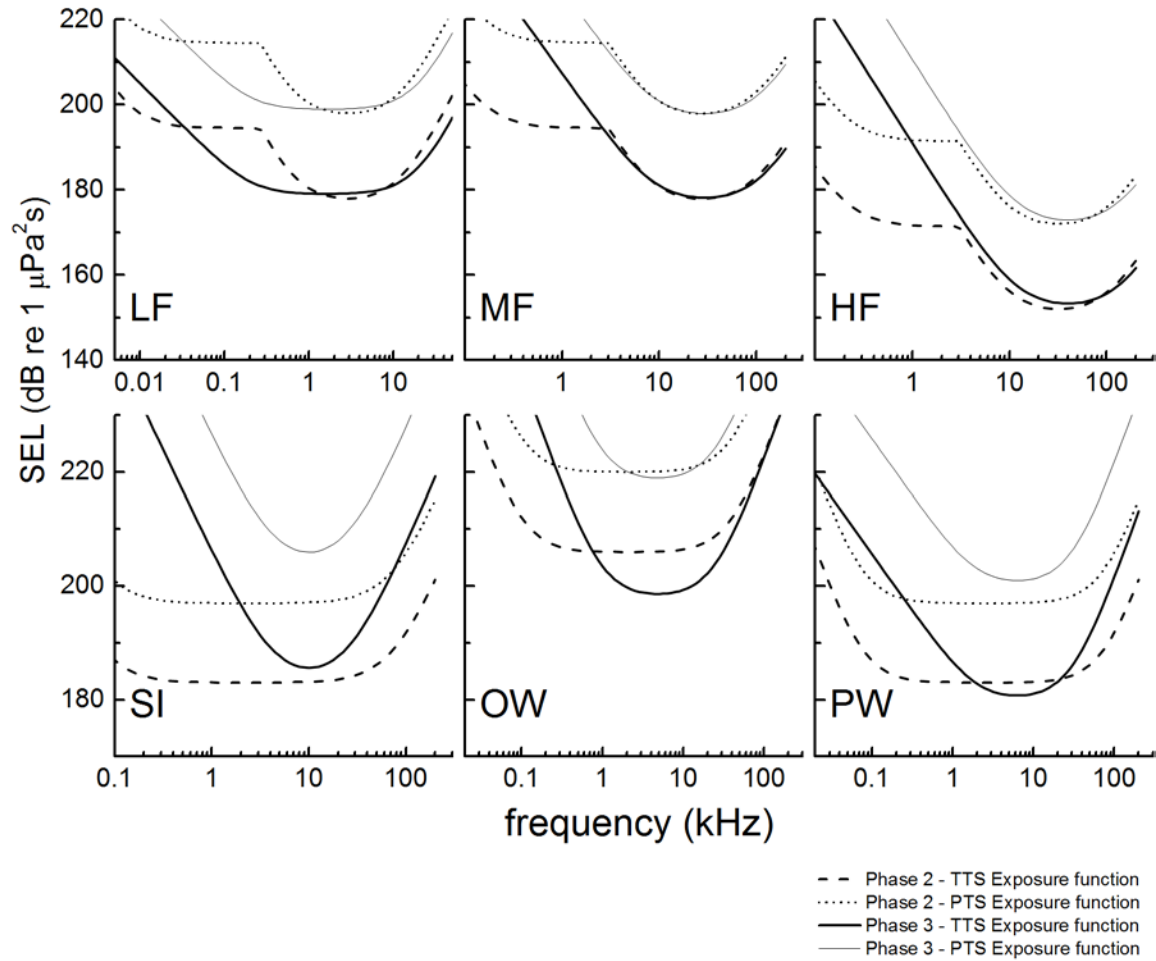 SEL (dB re 1 μPa²s)
220
200
180
160
140
LF
MF
HF
0.01 0.1 1 10
1 10 100
1 10 100
220
200
180
SI
OW
PW
0.1 1 10 100
0.1 1 10 100
0.1 1 10 100
frequency (kHz)
Phase 2 - TTS Exposure function
Phase 2 - PTS Exposure function
Phase 3 - TTS Exposure function
Phase 3 - PTS Exposure function